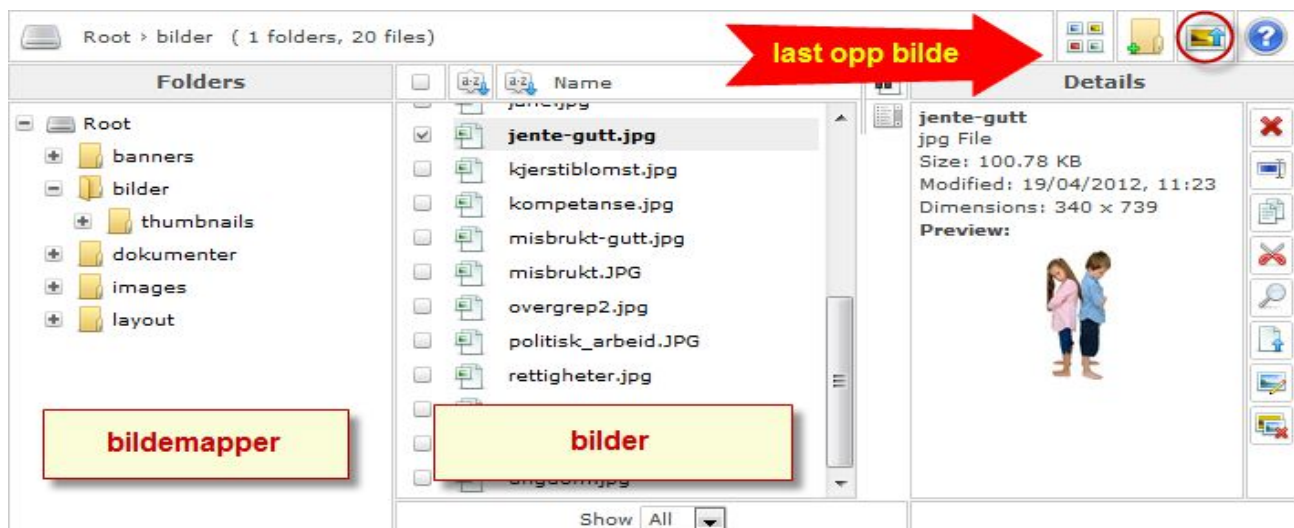 Root › bilder ( 1 folders, 20 files)
last opp bilde
Folders
Name
Details
Root
banners
bilder
thumbnails
dokumenter
images
layout
bildemapper
jente-gutt.jpg
kjerstiblomst.jpg
kompetanse.jpg
misbrukt-gutt.jpg
misbrukt.JPG
overgrep2.jpg
politisk_arbeid.JPG
rettigheter.jpg
bilder
Show All
jente-gutt
jpg File
Size: 100.78 KB
Modified: 19/04/2012, 11:23
Dimensions: 340 x 739
Preview: